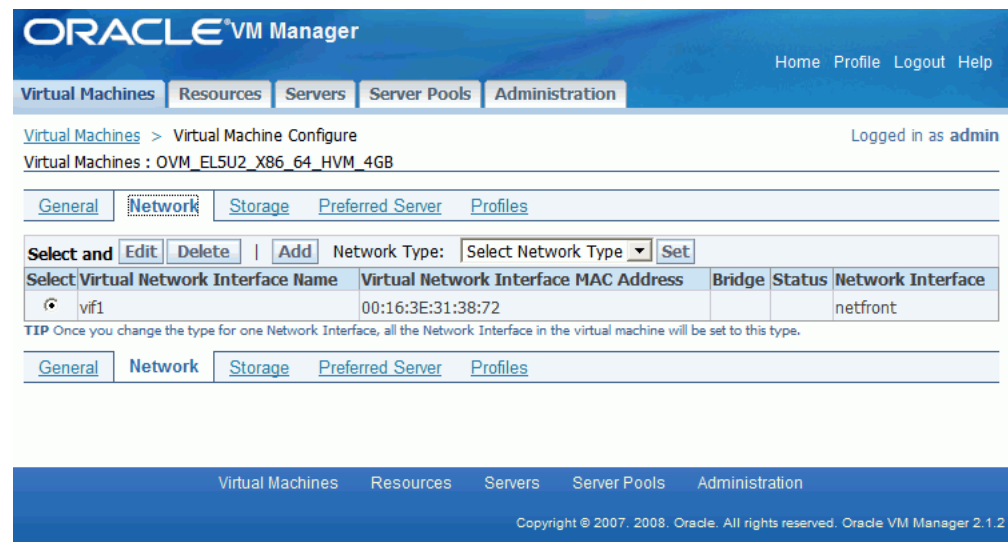 ORACLE VM Manager
Home Profile Logout Help
Virtual Machines Resources Servers Server Pools Administration
Virtual Machines > Virtual Machine Configure Logged in as admin
Virtual Machines : OVM_EL5U2_X86_64_HVM_4GB
General Network Storage Preferred Server Profiles
Select and Edit Delete | Add Network Type: Select Network Type Set
Select Virtual Network Interface Name Virtual Network Interface MAC Address Bridge Status Network Interface
vif1 00:16:3E:31:38:72 netfront
TIP Once you change the type for one Network Interface, all the Network Interface in the virtual machine will be set to this type.
General Network Storage Preferred Server Profiles
Virtual Machines Resources Servers Server Pools Administration
Copyright © 2007. 2008. Oracle. All rights reserved. Oracle VM Manager 2.1.2